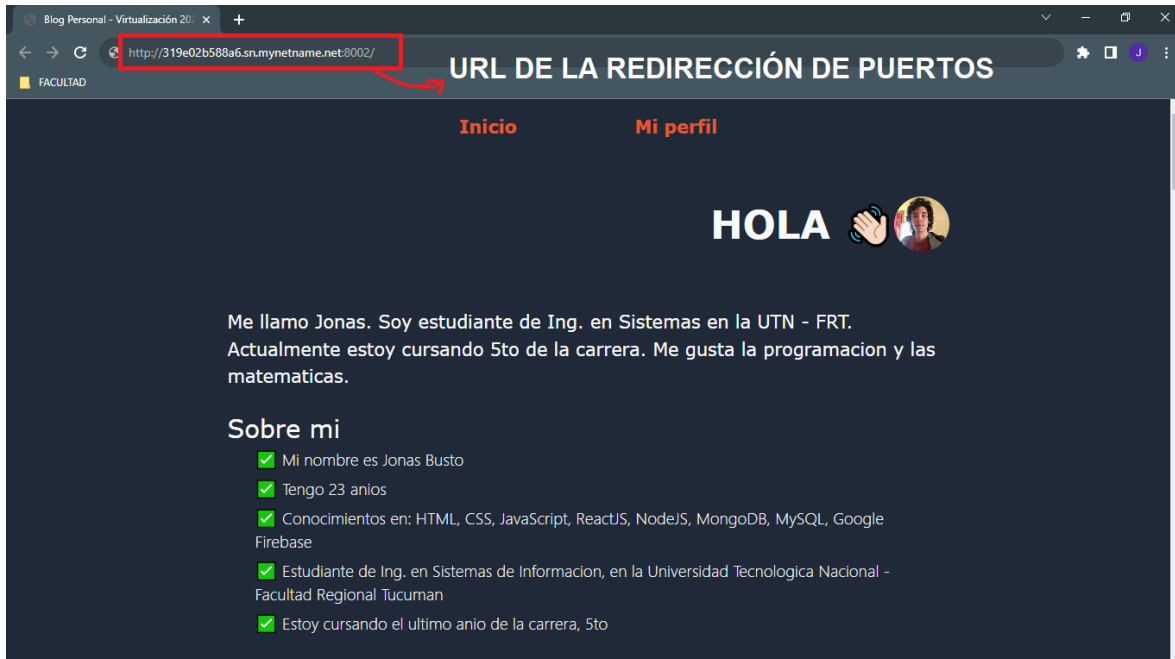 Blog Personal - Virtualización 20
http://319e02b588a6.sn.mynetname.net:8002/
J
FACULTAD
URL DE LA REDIRECCIÓN DE PUERTOS
Inicio
Mi perfil
HOLA
Me llamo Jonas. Soy estudiante de Ing. en Sistemas en la UTN - FRT.
Actualmente estoy cursando 5to de la carrera. Me gusta la programacion y las
matematicas.
Sobre mi
Mi nombre es Jonas Busto
Tengo 23 anios
Conocimientos en: HTML, CSS, JavaScript, ReactJS, NodeJS, MongoDB, MySQL, Google
Firebase
Estudiante de Ing. en Sistemas de Informacion, en la Universidad Tecnologica Nacional -
Facultad Regional Tucuman
Estoy cursando el ultimo anio de la carrera, 5to